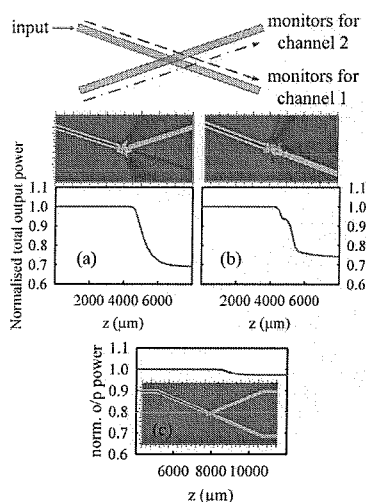 input
monitors for
channel 2
monitors for
channel 1
Normalised total output power
1.1
1.0
0.9
0.8
0.7
0.6
(a)
2000 4000 6000
z (µm)
(b)
1.1
1.0
0.9
0.8
0.7
0.6
2000 4000 6000
z (µm)
norm. o/p power
1.1
1.0
0.9
0.8
0.7
0.6
(c)
6000 8000 10000
z (µm)